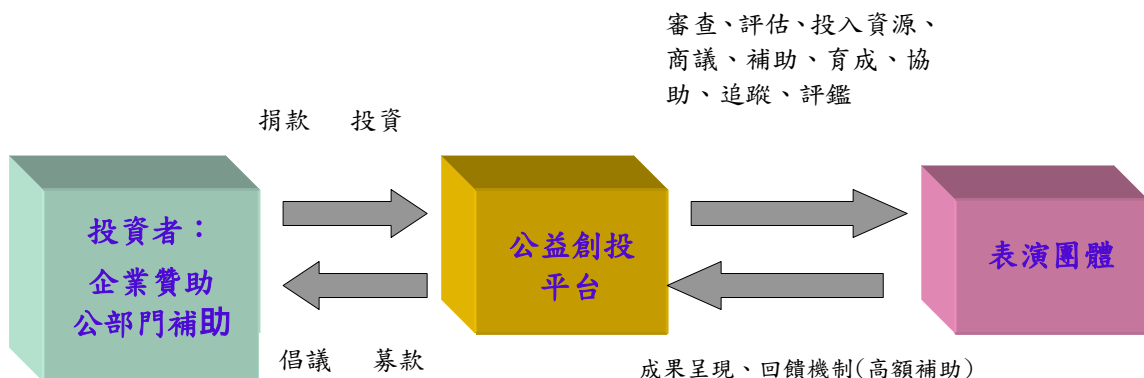 審查、評估、投入資源、
商議、補助、育成、協
助、追蹤、評鑑
捐款 投資
投資者：
企業贊助
公部門補助
公益創投
平台
表演團體
倡議 募款
成果呈現、回饋機制(高額補助)